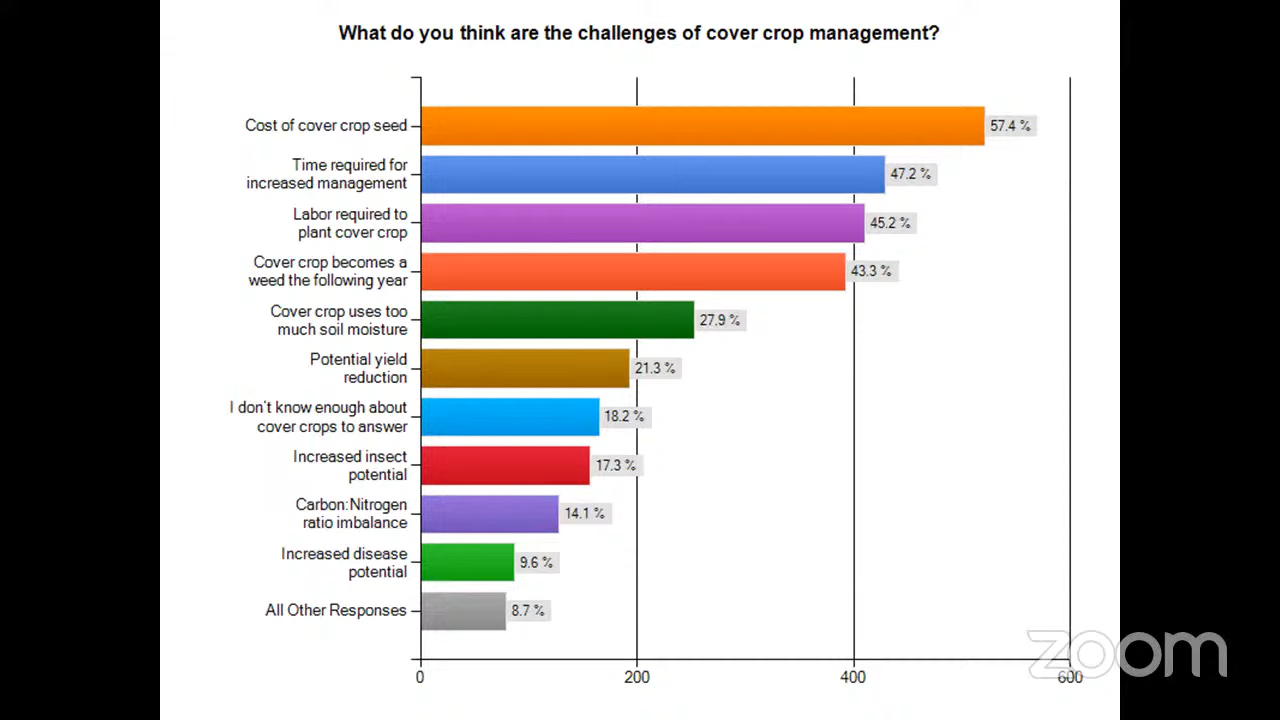 What do you think are the challenges of cover crop management?
Cost of cover crop seed
57.4 %
Time required for
increased management
47.2 %
Labor required to
plant cover crop
45.2 %
Cover crop becomes a
weed the following year
43.3 %
Cover crop uses too
much soil moisture
27.9 %
Potential yield
reduction
21.3 %
I don't know enough about
cover crops to answer
18.2 %
Increased insect
potential
17.3 %
Carbon:Nitrogen
ratio imbalance
14.1 %
Increased disease
potential
9.6 %
All Other Responses
8.7 %
0
200
400
600
zoom